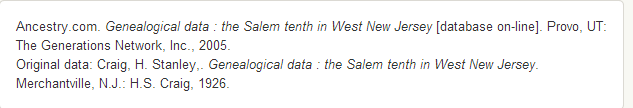 Ancestry.com. Genealogical data : the Salem tenth in West New Jersey [database on-line]. Provo, UT:
The Generations Network, Inc., 2005.
Original data: Craig, H. Stanley,. Genealogical data : the Salem tenth in West New Jersey.
Merchantville, N.J.: H.S. Craig, 1926.